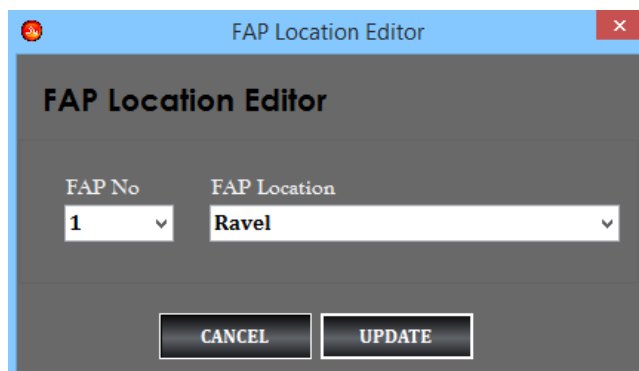 FAP Location Editor
FAP Location Editor
FAP No FAP Location
1 Ravel
CANCEL UPDATE